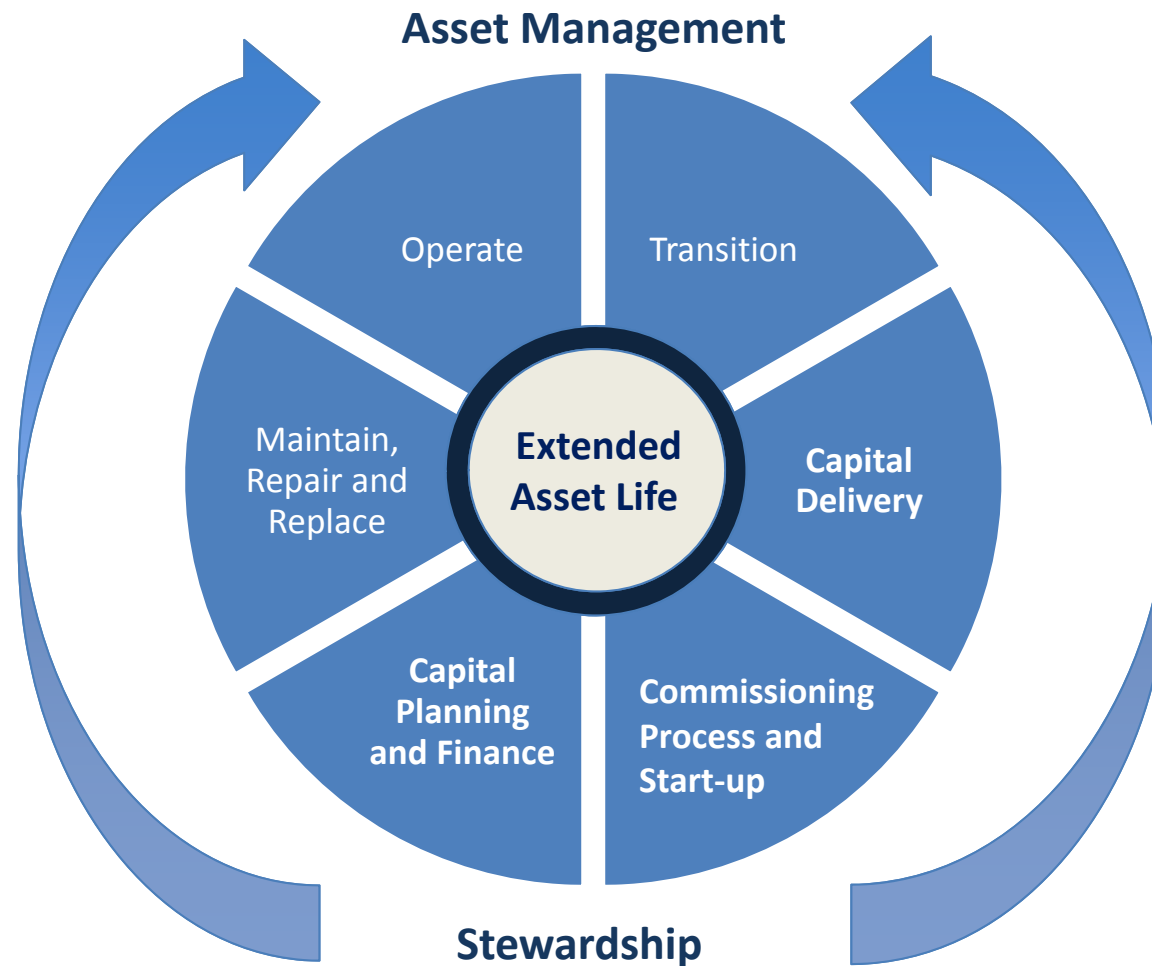 Asset Management
Operate
Transition
Maintain,
Repair and
Replace
Extended
Asset Life
Capital
Delivery
Capital
Planning
and Finance
Commissioning
Process and
Start-up
Stewardship